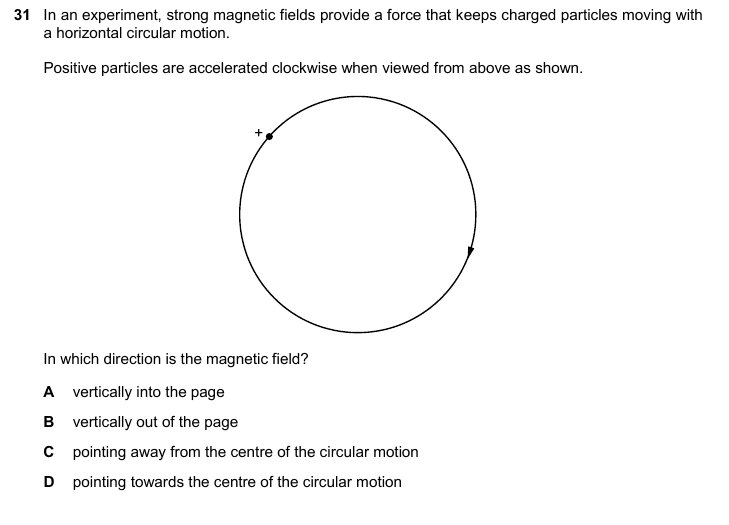 31 In an experiment, strong magnetic fields provide a force that keeps charged particles moving with
a horizontal circular motion.
Positive particles are accelerated clockwise when viewed from above as shown.
+
In which direction is the magnetic field?
A vertically into the page
B vertically out of the page
C pointing away from the centre of the circular motion
D pointing towards the centre of the circular motion